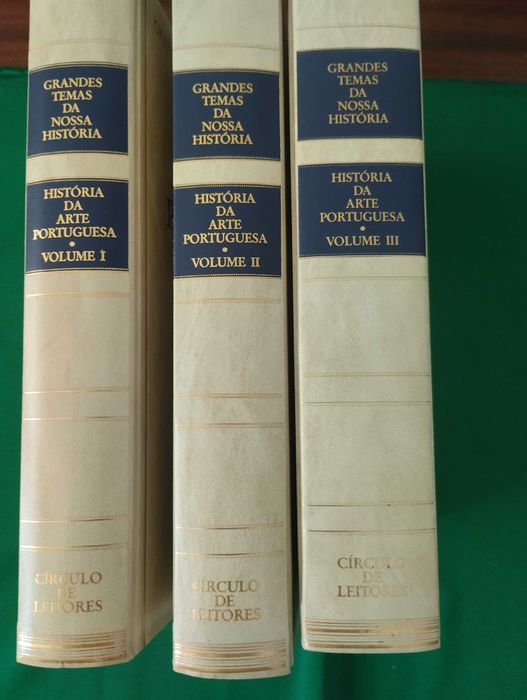 GRANDES
TEMAS
DA
NOSSA
HISTÓRIA
HISTÓRIA
DA
ARTE
PORTUGUESA
•
VOLUME I
CÍRCULO
DE
LEITORES
GRANDES
TEMAS
DA
NOSSA
HISTÓRIA
HISTÓRIA
DA
ARTE
PORTUGUESA
•
VOLUME II
CÍRCULO
DE
LEITORES
GRANDES
TEMAS
DA
NOSSA
HISTÓRIA
HISTÓRIA
DA
ARTE
PORTUGUESA
•
VOLUME III
CÍRCULO
DE
LEITORES